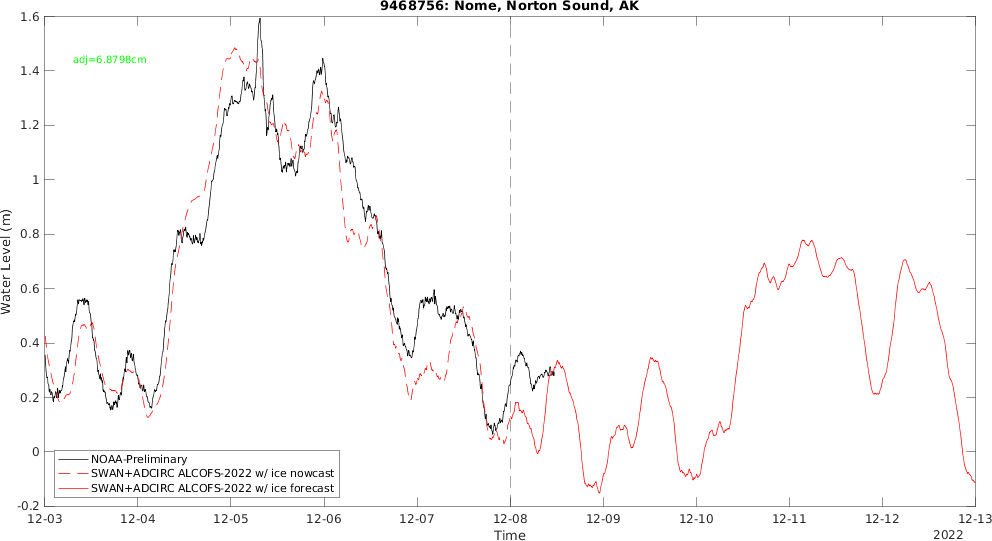 9468756: Nome, Norton Sound, AK
adj=6.8798cm
1.6
1.4
1.2
1
0.8
0.6
0.4
0.2
0
-0.2
Water Level (m)
NOAA-Preliminary
SWAN+ADCIRC ALCOFS-2022 w/ ice nowcast
SWAN+ADCIRC ALCOFS-2022 w/ ice forecast
12-03 12-04 12-05 12-06 12-07 12-08 12-09 12-10 12-11 12-12 12-13
Time
2022